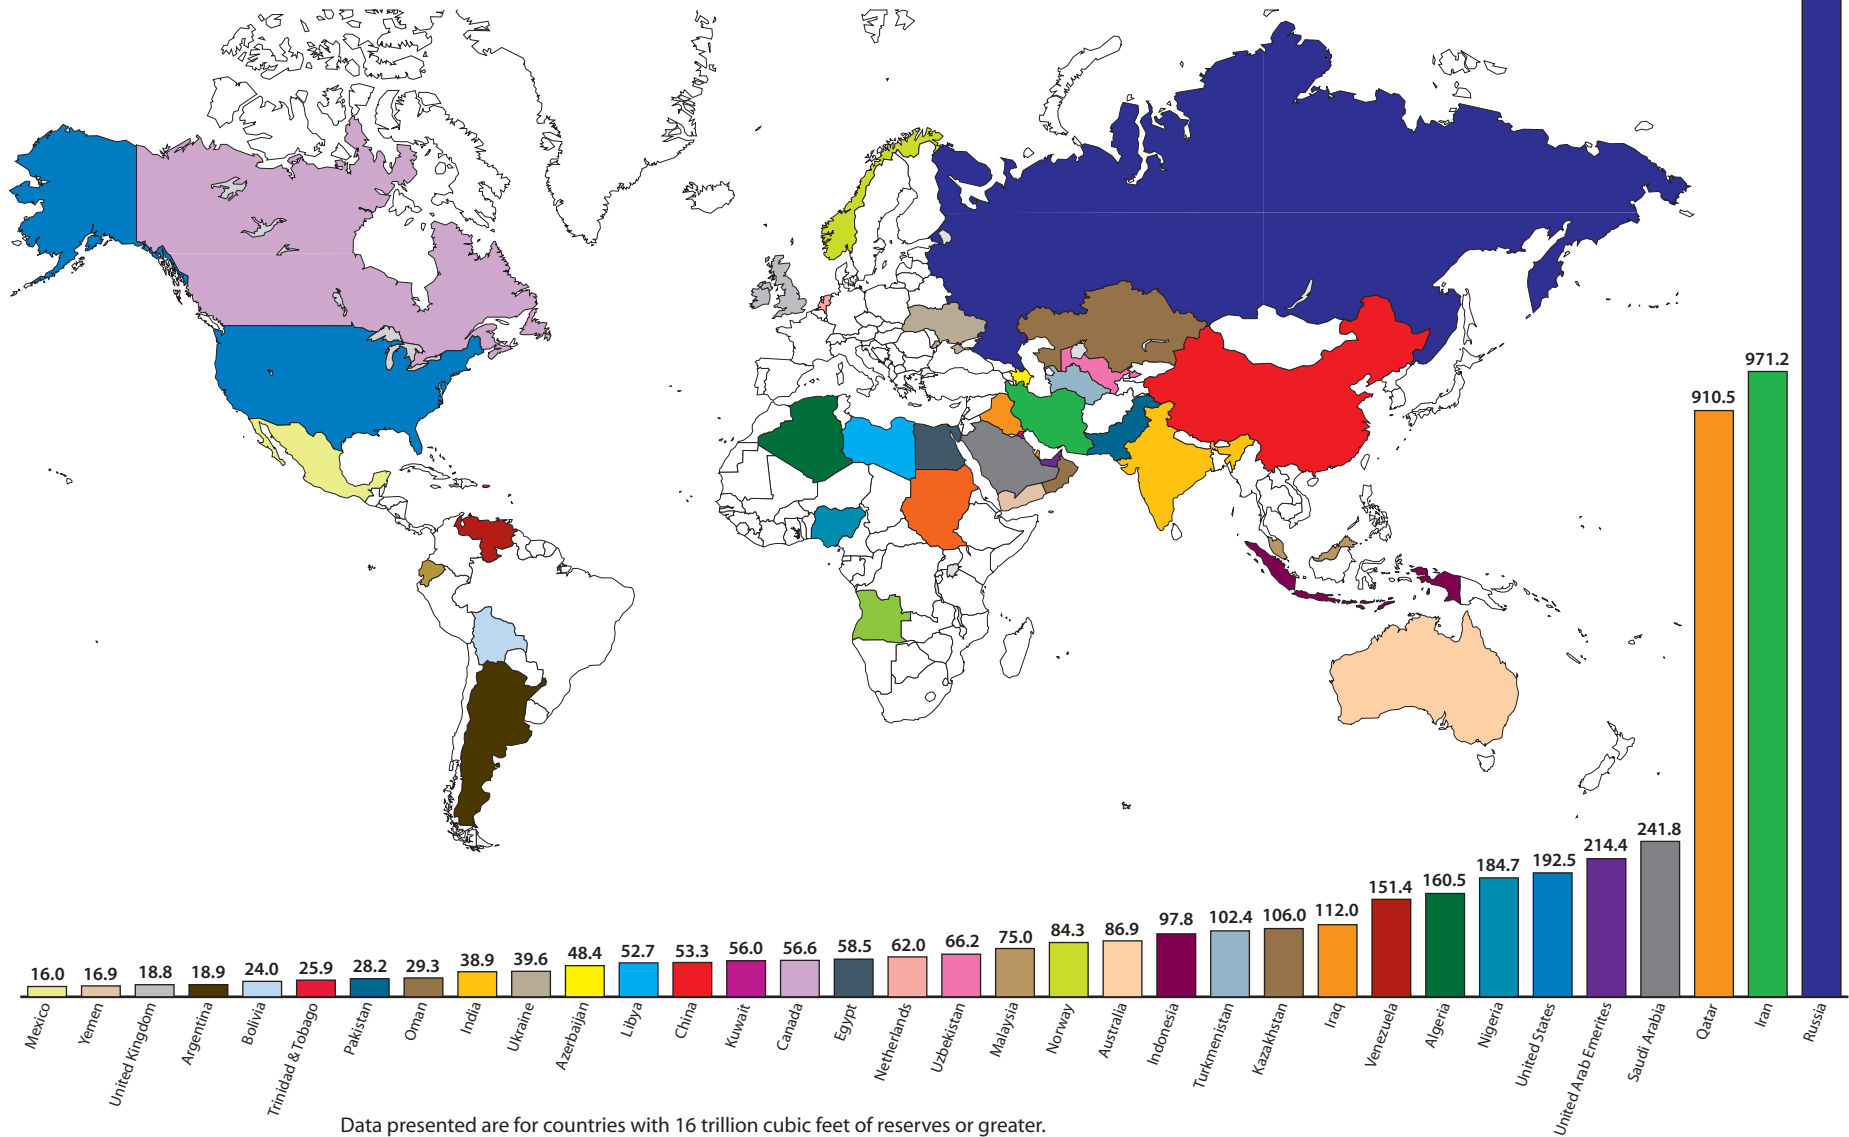 971.2
910.5
241.8
214.4
192.5
184.7
160.5
151.4
112.0
106.0
102.4
97.8
86.9
84.3
75.0
66.2
62.0
58.5
56.6
56.0
53.3
52.7
48.4
39.6
38.9
29.3
28.2
25.9
24.0
18.9
18.8
16.9
16.0
Mexico
Yemen
United Kingdom
Argentina
Bolivia
Trinidad & Tobago
Pakistan
Oman
India
Ukraine
Azerbaijan
Libya
China
Kuwait
Canada
Egypt
Netherlands
Uzbekistan
Malaysia
Norway
Australia
Indonesia
Turkmenistan
Kazakhstan
Iraq
Venezuela
Algeria
Nigeria
United States
United Arab Emerites
Saudi Arabia
Qatar
Iran
Russia
Data presented are for countries with 16 trillion cubic feet of reserves or greater.